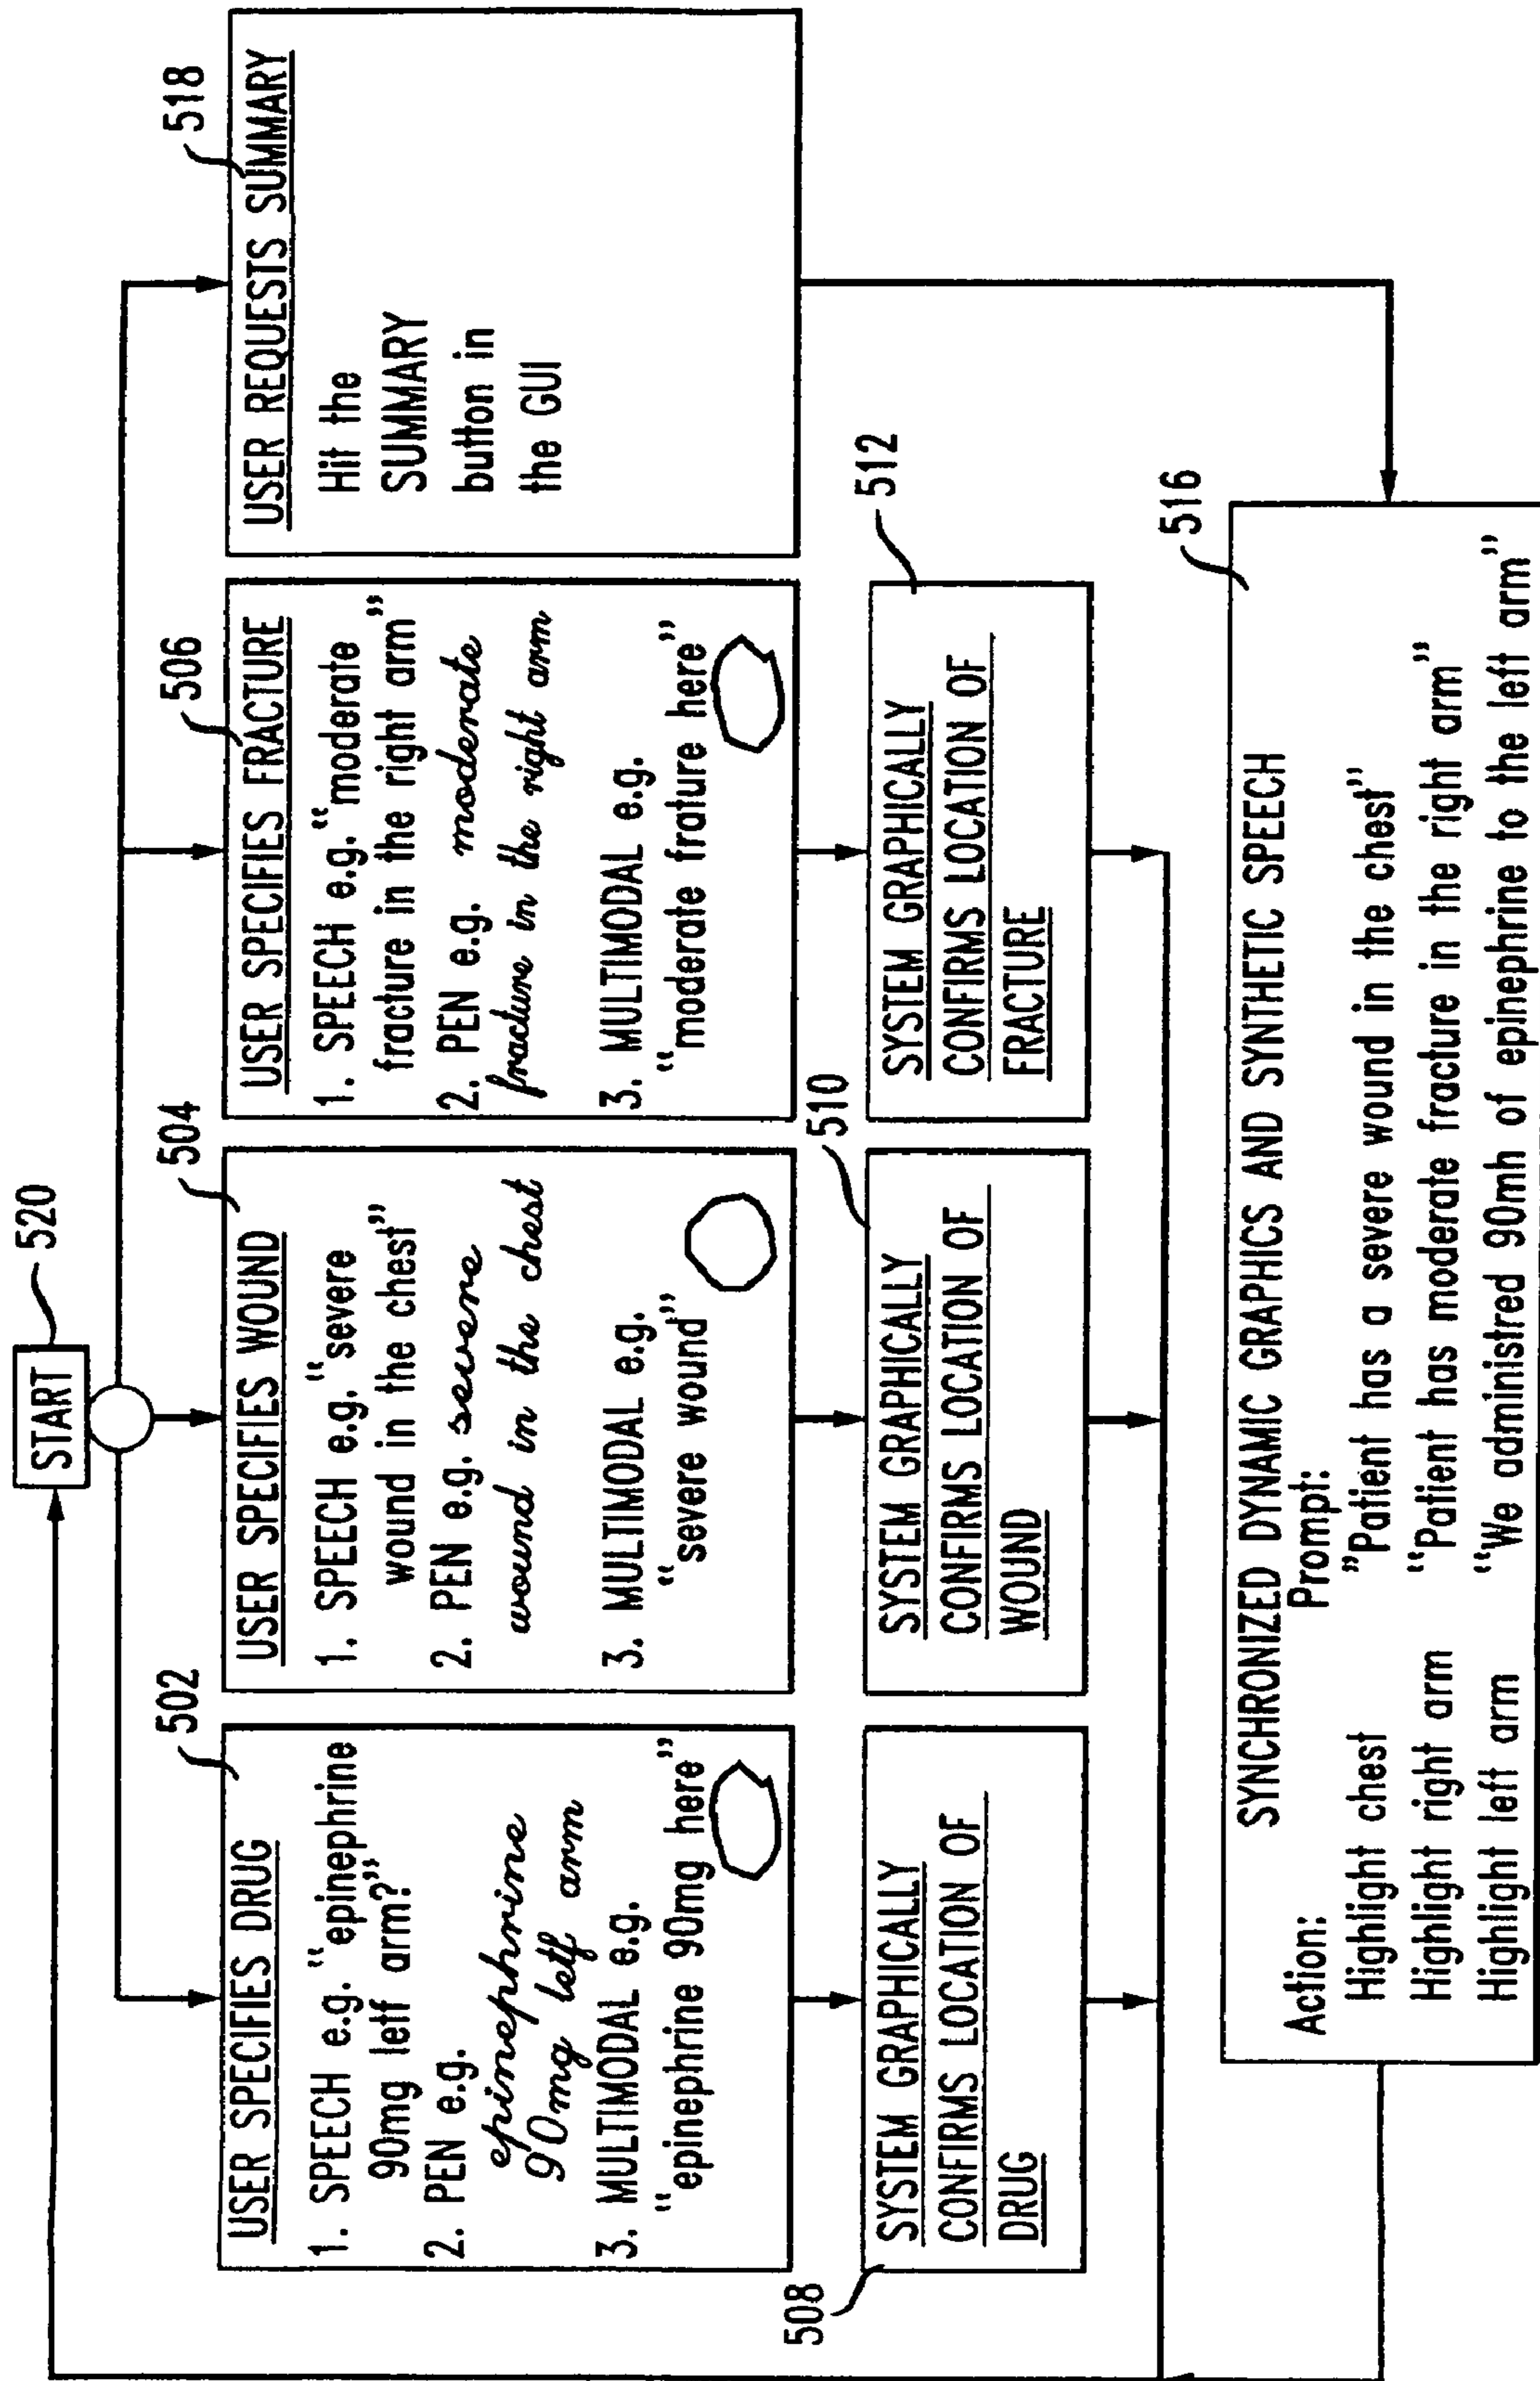 START
520
USER SPECIFIES DRUG
502
1. SPEECH e.g. "epinephrine
90mg left arm?"
2. PEN e.g.
epinephrine
90mg letf arm
3. MULTIMODAL e.g.
"epinephrine 90mg here"
USER SPECIFIES WOUND
504
1. SPEECH e.g. "severe
wound in the chest"
2. PEN e.g. severe
wound in the chest
3. MULTIMODAL e.g.
"severe wound"
USER SPECIFIES FRACTURE
506
1. SPEECH e.g. "moderate
fracture in the right arm"
2. PEN e.g. moderate
fracture in the right arm
3. MULTIMODAL e.g.
"moderate frature here"
USER REQUESTS SUMMARY
518
Hit the
SUMMARY
button in
the GUI
508
SYSTEM GRAPHICALLY
CONFIRMS LOCATION OF
DRUG
510
SYSTEM GRAPHICALLY
CONFIRMS LOCATION OF
WOUND
512
SYSTEM GRAPHICALLY
CONFIRMS LOCATION OF
FRACTURE
516
SYNCHRONIZED DYNAMIC GRAPHICS AND SYNTHETIC SPEECH
Action: Prompt:
Highlight chest "Patient has a severe wound in the chest"
Highlight right arm "Patient has moderate fracture in the right arm"
Highlight left arm "We administred 90mh of epinephrine to the left arm"